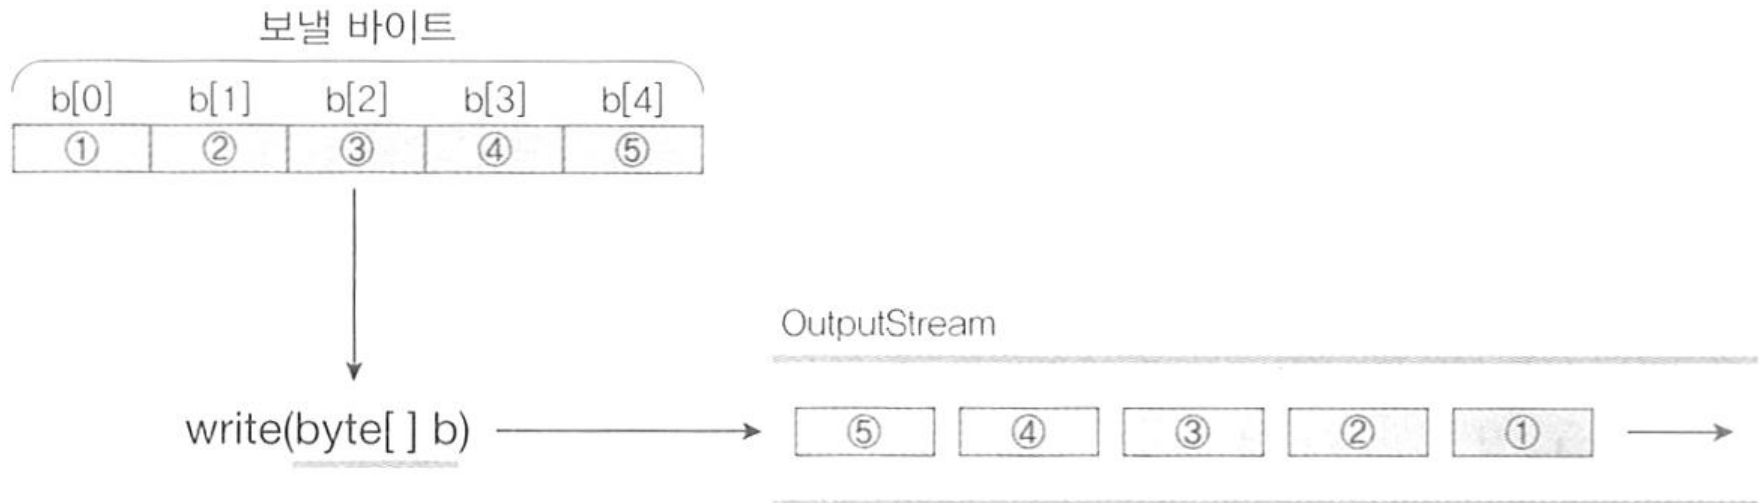 보낼 바이트
b[0] b[1] b[2] b[3] b[4]
① ② ③ ④ ⑤
OutputStream
write(byte[ ] b)
⑤ ④ ③ ② ①